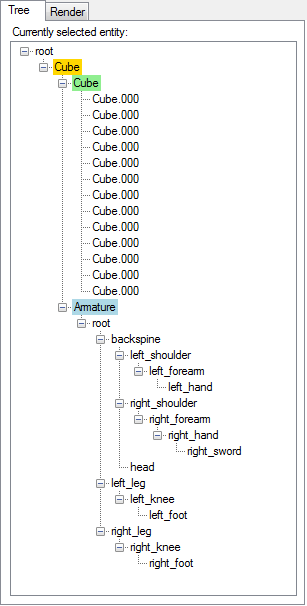 Tree Render
Currently selected entity:
root
Cube
Cube
Cube.000
Cube.000
Cube.000
Cube.000
Cube.000
Cube.000
Cube.000
Cube.000
Cube.000
Cube.000
Cube.000
Cube.000
Cube.000
Armature
root
backspine
left_shoulder
left_forearm
left_hand
right_shoulder
right_forearm
right_hand
right_sword
head
left_leg
left_knee
left_foot
right_leg
right_knee
right_foot